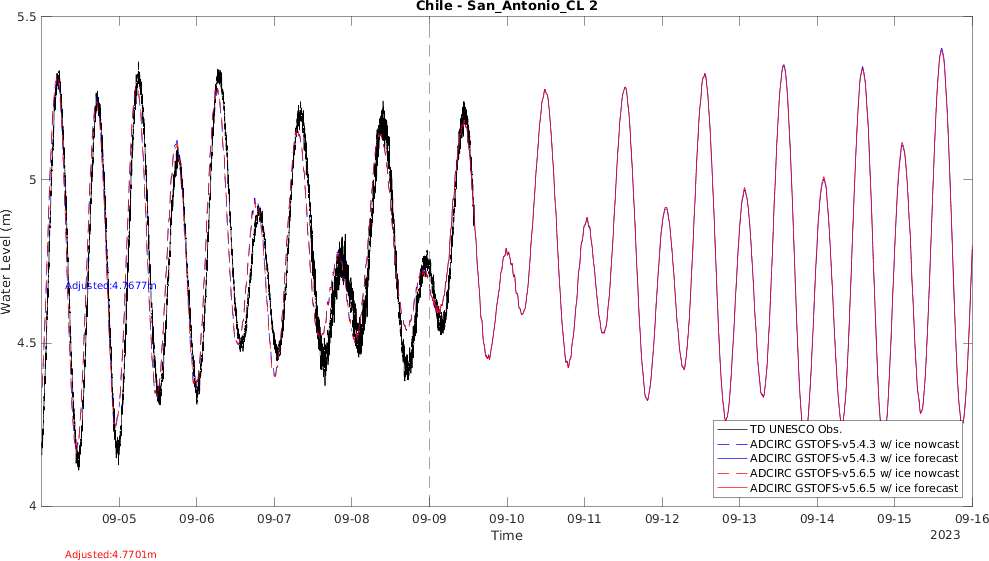 Chile - San_Antonio_CL 2
5.5
5
4.5
4
Water Level (m)
Adjusted:4.7677m
TD UNESCO Obs.
ADCIRC GSTOFS-v5.4.3 w/ ice nowcast
ADCIRC GSTOFS-v5.4.3 w/ ice forecast
ADCIRC GSTOFS-v5.6.5 w/ ice nowcast
ADCIRC GSTOFS-v5.6.5 w/ ice forecast
09-05 09-06 09-07 09-08 09-09 09-10 09-11 09-12 09-13 09-14 09-15 09-16
Time
2023
Adjusted:4.7701m